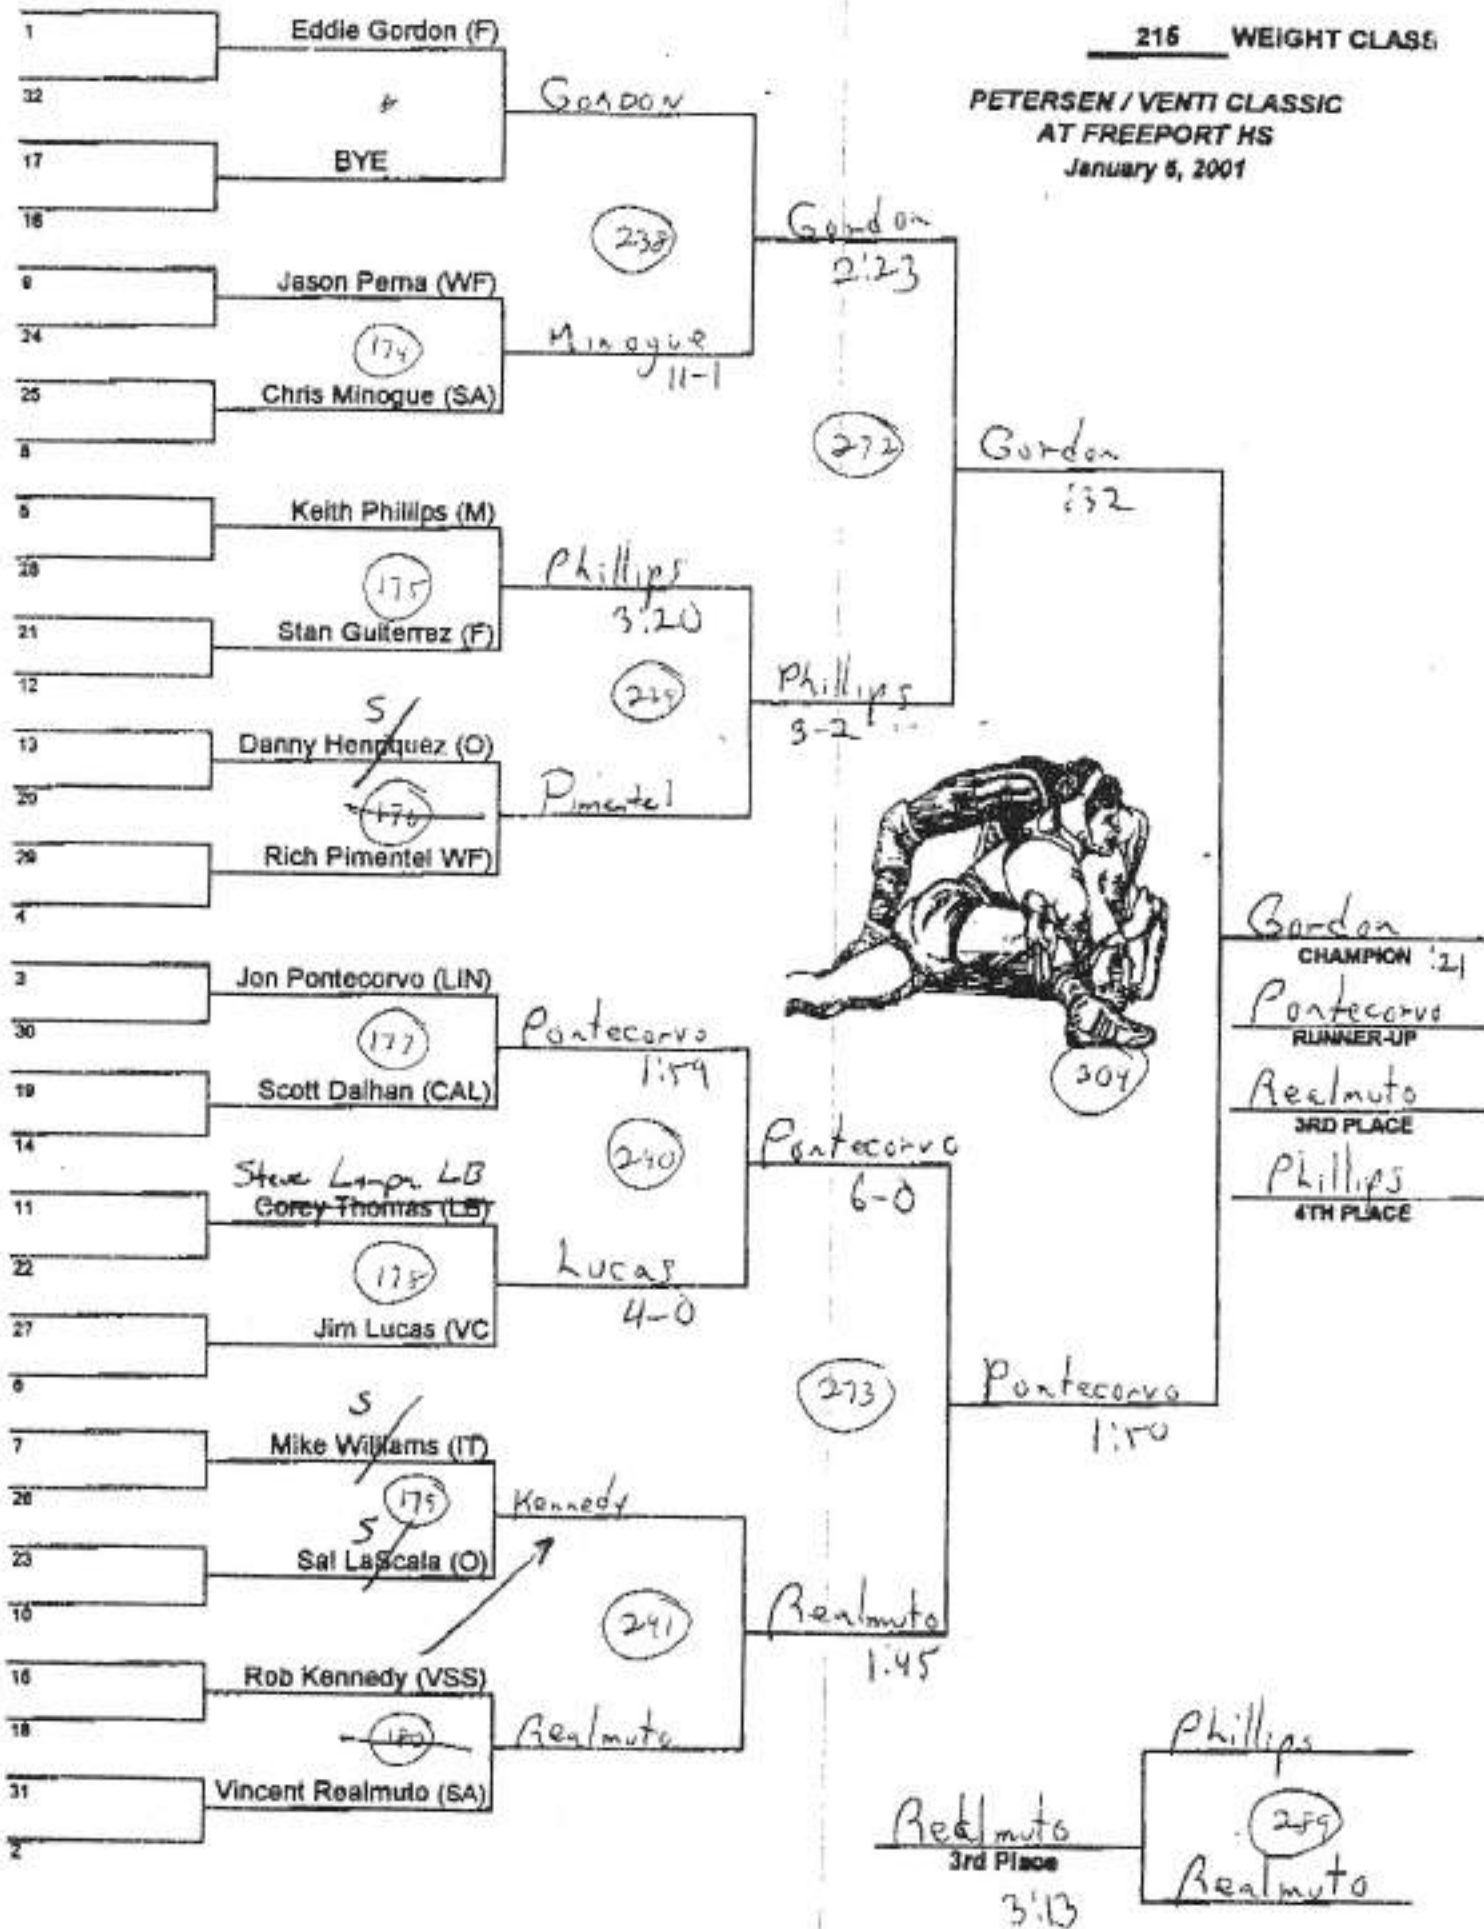 215 WEIGHT CLASS
PETERSEN / VENTI CLASSIC
AT FREEPORT HS
January 6, 2001
1
Eddie Gordon (F)
32
GORDON
17
BYE
16
238
Gordon
2:23
9
Jason Perna (WF)
24
174
Minogue
11-1
25
Chris Minogue (SA)
8
272
Gordon
:32
5
Keith Phillips (M)
28
175
Phillips
3:20
21
Stan Guiterrez (F)
12
239
Phillips
9-2
S
13
Danny Henriquez (O)
20
176
Pimentel
29
Rich Pimentel WF)
4
Gordon
CHAMPION :21
Pontecorvo
RUNNER-UP
Realmuto
3RD PLACE
Phillips
4TH PLACE
304
3
Jon Pontecorvo (LIN)
30
177
Pontecorvo
1:59
19
Scott Dalhan (CAL)
14
240
Pontecorvo
6-0
Steve LB
11
Corey Thomas (LB)
22
178
Lucas
4-0
27
Jim Lucas (VC
6
273
Pontecorvo
1:50
S
7
Mike Williams (IT)
26
179
Kennedy
S
23
Sal LaScala (O)
10
241
Realmuto
1:45
15
Rob Kennedy (VSS)
18
180
Realmuto
31
Vincent Realmuto (SA)
2
Phillips
289
Realmuto
Realmuto
3rd Place
3:13